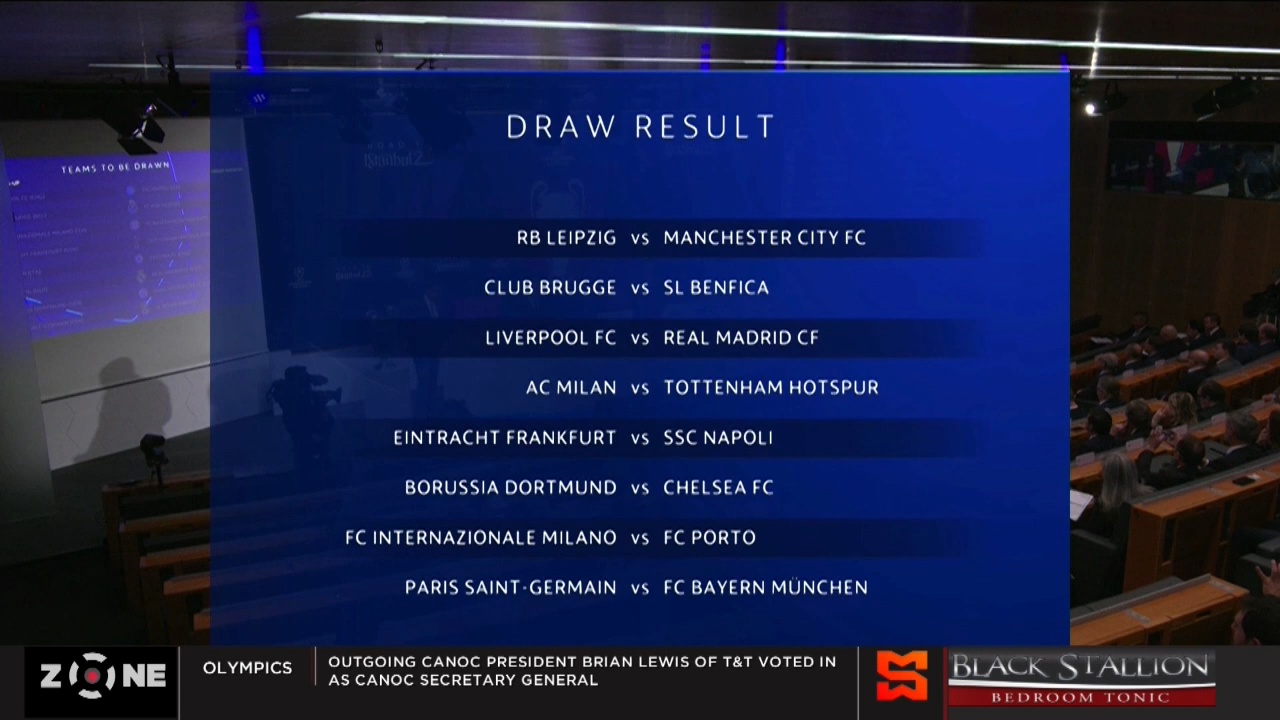 DRAW RESULT
TEAMS TO BE DRAWN
RB LEIPZIG vs MANCHESTER CITY FC
CLUB BRUGGE vs SL BENFICA
LIVERPOOL FC vs REAL MADRID CF
AC MILAN vs TOTTENHAM HOTSPUR
EINTRACHT FRANKFURT vs SSC NAPOLI
BORUSSIA DORTMUND vs CHELSEA FC
FC INTERNAZIONALE MILANO vs FC PORTO
PARIS SAINT-GERMAIN vs FC BAYERN MÜNCHEN
ZONE
OLYMPICS
OUTGOING CANOC PRESIDENT BRIAN LEWIS OF T&T VOTED IN
AS CANOC SECRETARY GENERAL
BLACK STALLION
BEDROOM TONIC